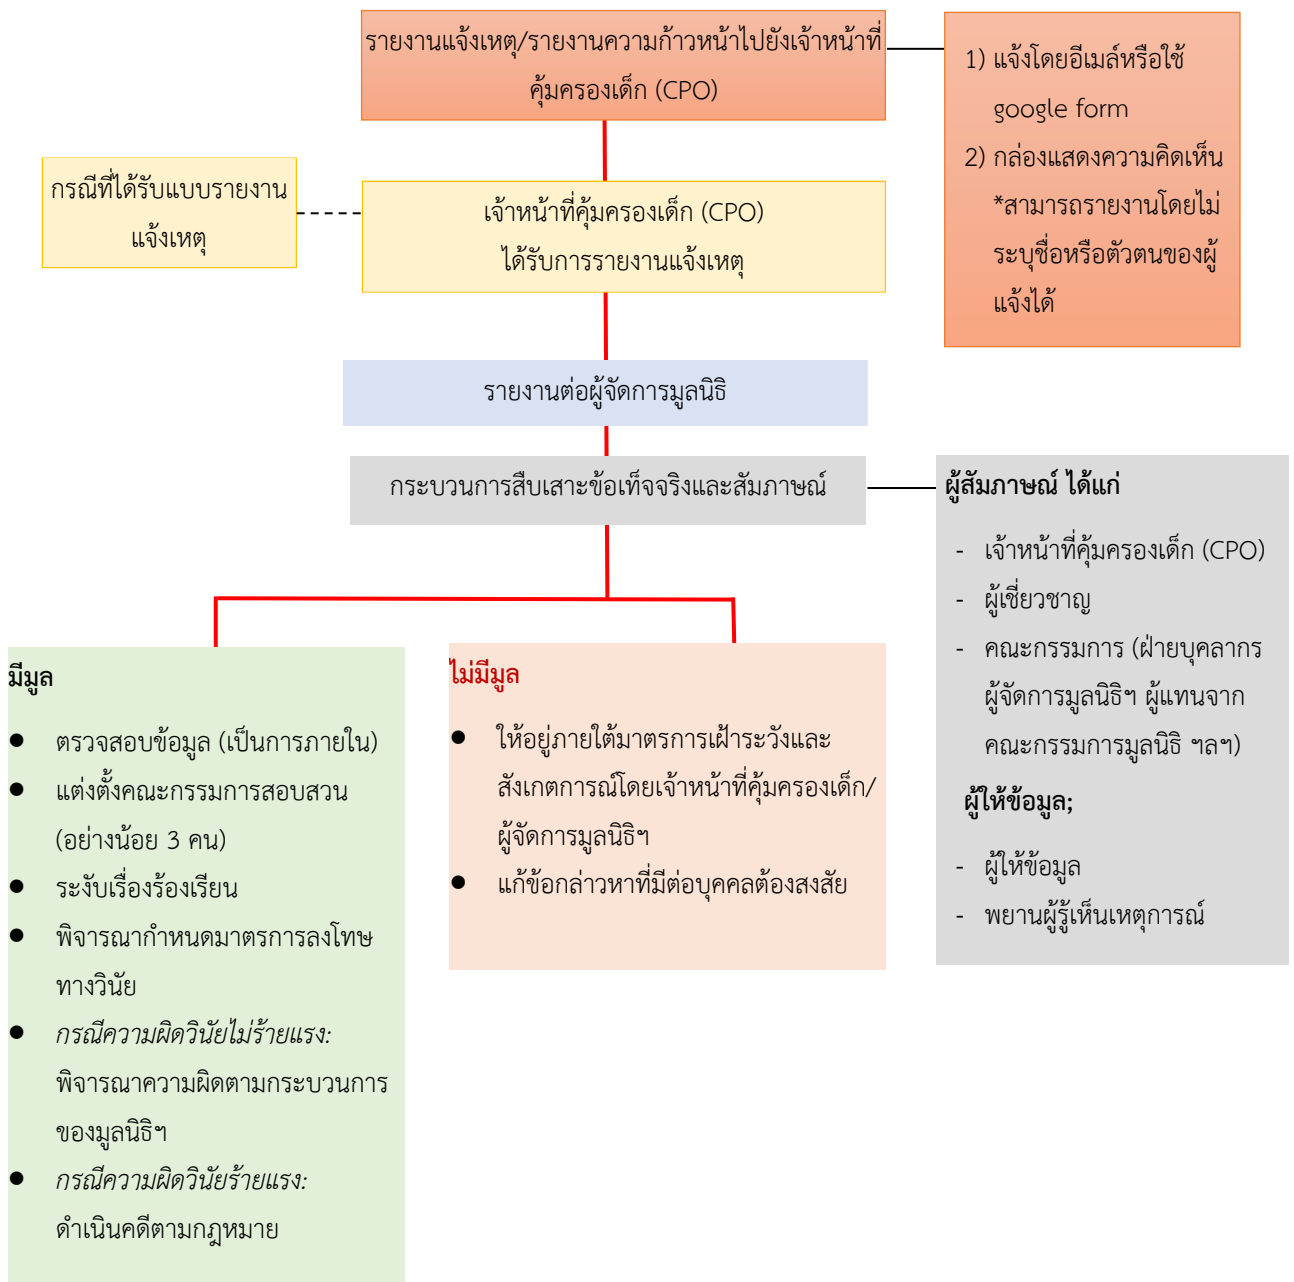 รายงานแจ้งเหตุ/รายงานความก้าวหน้าไปยังเจ้าหน้าที่
คุ้มครองเด็ก (CPO)
1) แจ้งโดยอีเมล์หรือใช้
google form
2) กล่องแสดงความคิดเห็น
*สามารถรายงานโดยไม่
ระบุชื่อหรือตัวตนของผู้
แจ้งได้
กรณีที่ได้รับแบบรายงาน
แจ้งเหตุ
เจ้าหน้าที่คุ้มครองเด็ก (CPO)
ได้รับการรายงานแจ้งเหตุ
รายงานต่อผู้จัดการมูลนิธิ
กระบวนการสืบเสาะข้อเท็จจริงและสัมภาษณ์
ผู้สัมภาษณ์ ได้แก่
- เจ้าหน้าที่คุ้มครองเด็ก (CPO)
- ผู้เชี่ยวชาญ
- คณะกรรมการ (ฝ่ายบุคลากร
ผู้จัดการมูลนิธิฯ ผู้แทนจาก
คณะกรรมการมูลนิธิ ฯลฯ)
ผู้ให้ข้อมูล;
- ผู้ให้ข้อมูล
- พยานผู้รู้เห็นเหตุการณ์
มีมูล
● ตรวจสอบข้อมูล (เป็นการภายใน)
● แต่งตั้งคณะกรรมการสอบสวน
(อย่างน้อย 3 คน)
● ระงับเรื่องร้องเรียน
● พิจารณากำหนดมาตรการลงโทษ
ทางวินัย
● กรณีความผิดวินัยไม่ร้ายแรง:
พิจารณาความผิดตามกระบวนการ
ของมูลนิธิฯ
● กรณีความผิดวินัยร้ายแรง:
ดำเนินคดีตามกฎหมาย
ไม่มีมูล
● ให้อยู่ภายใต้มาตรการเฝ้าระวังและ
สังเกตการณ์โดยเจ้าหน้าที่คุ้มครองเด็ก/
ผู้จัดการมูลนิธิฯ
● แก้ข้อกล่าวหาที่มีต่อบุคคลต้องสงสัย